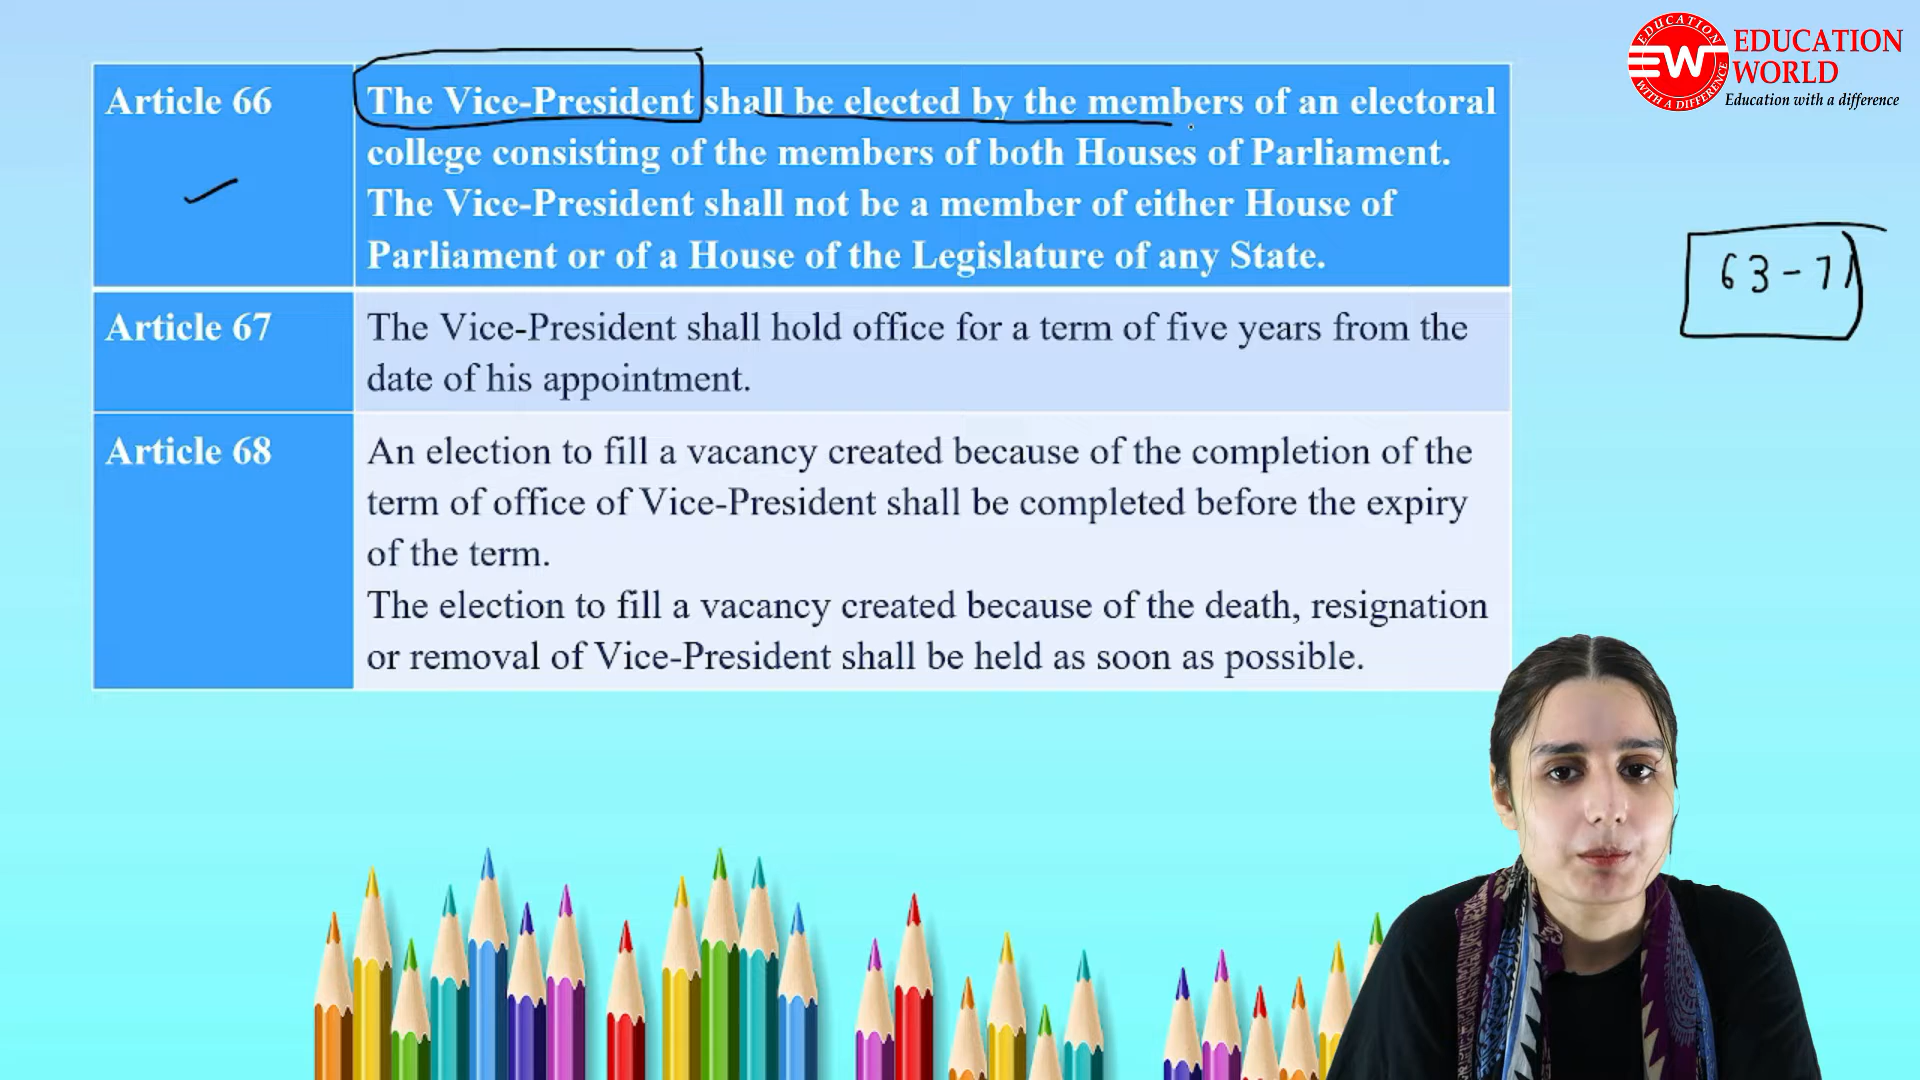 Article 66
The Vice-President shall be elected by the members of an electoral
college consisting of the members of both Houses of Parliament.
The Vice-President shall not be a member of either House of
Parliament or of a House of the Legislature of any State.
Article 67
The Vice-President shall hold office for a term of five years from the
date of his appointment.
Article 68
An election to fill a vacancy created because of the completion of the
term of office of Vice-President shall be completed before the expiry
of the term.
The election to fill a vacancy created because of the death, resignation
or removal of Vice-President shall be held as soon as possible.
63-71
EDUCATION
EW
WITH A DIFFERENCE
EDUCATION
WORLD
Education with a difference